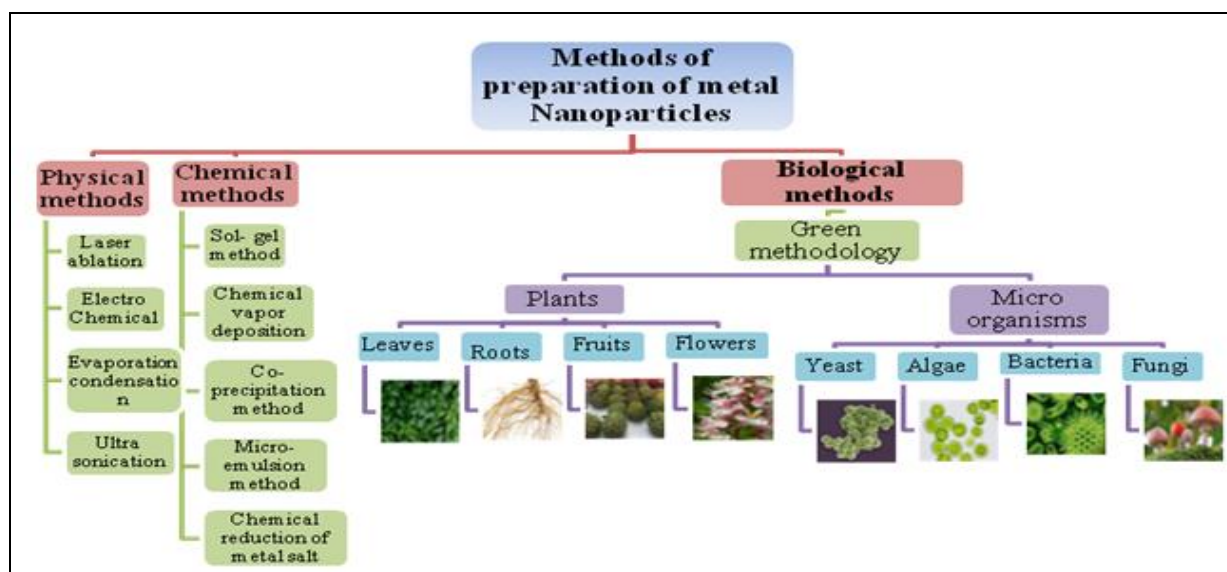 Methods of
preparation of metal
Nanoparticles
Physical
methods
Laser
ablation
Electro
Chemical
Evaporation
condensatio
n
Ultra
sonication
Chemical
methods
Sol- gel
method
Chemical
vapor
deposition
Co-
precipitation
method
Micro-
emulsion
method
Chemical
reduction of
metal salt
Biological
methods
Green
methodology
Plants
Leaves
Roots
Fruits
Flowers
Micro
organisms
Yeast
Algae
Bacteria
Fungi